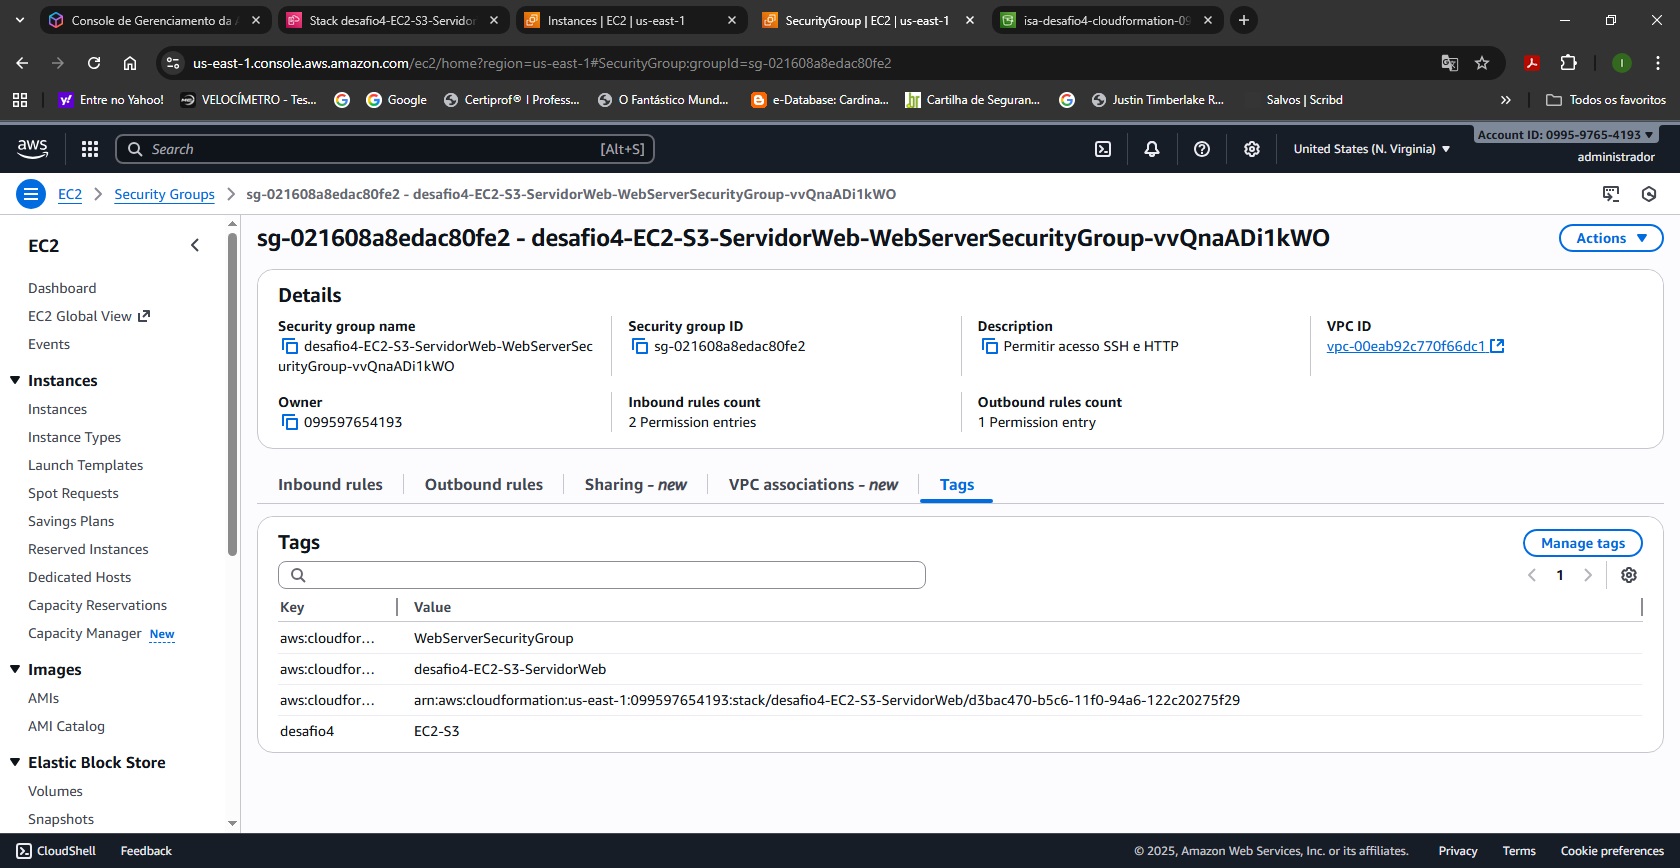 Console de Gerenciamento da A
Stack desafio4-EC2-S3-Servidor
Instances | EC2 | us-east-1
SecurityGroup | EC2 | us-east-1
isa-desafio4-cloudformation-09
us-east-1.console.aws.amazon.com/ec2/home?region=us-east-1#SecurityGroup:groupId=sg-021608a8edac80fe2
Entre no Yahoo!
VELOCÍMETRO - Tes...
Google
Certiprof® | Profess...
O Fantástico Mund...
e-Database: Cardina...
Cartilha de Seguran...
Justin Timberlake R...
Salvos | Scribd
Todos os favoritos
aws
Search
[Alt+S]
United States (N. Virginia)
Account ID: 0995-9765-4193
administrador
EC2
Security Groups
sg-021608a8edac80fe2 - desafio4-EC2-S3-ServidorWeb-WebServerSecurityGroup-vvQnaADi1kWO
EC2
Dashboard
EC2 Global View
Events
Instances
Instances
Instance Types
Launch Templates
Spot Requests
Savings Plans
Reserved Instances
Dedicated Hosts
Capacity Reservations
Capacity Manager New
Images
AMIs
AMI Catalog
Elastic Block Store
Volumes
Snapshots
sg-021608a8edac80fe2 - desafio4-EC2-S3-ServidorWeb-WebServerSecurityGroup-vvQnaADi1kWO
Actions
Details
Security group name
desafio4-EC2-S3-ServidorWeb-WebServerSec
urityGroup-vvQnaADi1kWO
Security group ID
sg-021608a8edac80fe2
Description
Permitir acesso SSH e HTTP
VPC ID
vpc-00eab92c770f66dc1
Owner
099597654193
Inbound rules count
2 Permission entries
Outbound rules count
1 Permission entry
Inbound rules
Outbound rules
Sharing - new
VPC associations - new
Tags
Tags
Manage tags
1
Key Value
aws:cloudfor... WebServerSecurityGroup
aws:cloudfor... desafio4-EC2-S3-ServidorWeb
aws:cloudfor... arn:aws:cloudformation:us-east-1:099597654193:stack/desafio4-EC2-S3-ServidorWeb/d3bac470-b5c6-11f0-94a6-122c20275f29
desafio4 EC2-S3
CloudShell
Feedback
© 2025, Amazon Web Services, Inc. or its affiliates.
Privacy
Terms
Cookie preferences